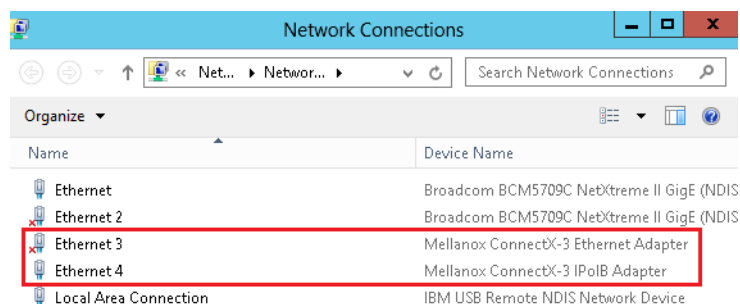 Network Connections
« Net... Networ... Search Network Connections
Organize
Name Device Name
Ethernet Broadcom BCM5709C NetXtreme II GigE (NDIS
Ethernet 2 Broadcom BCM5709C NetXtreme II GigE (NDIS
Ethernet 3 Mellanox ConnectX-3 Ethernet Adapter
Ethernet 4 Mellanox ConnectX-3 IPoIB Adapter
Local Area Connection IBM USB Remote NDIS Network Device